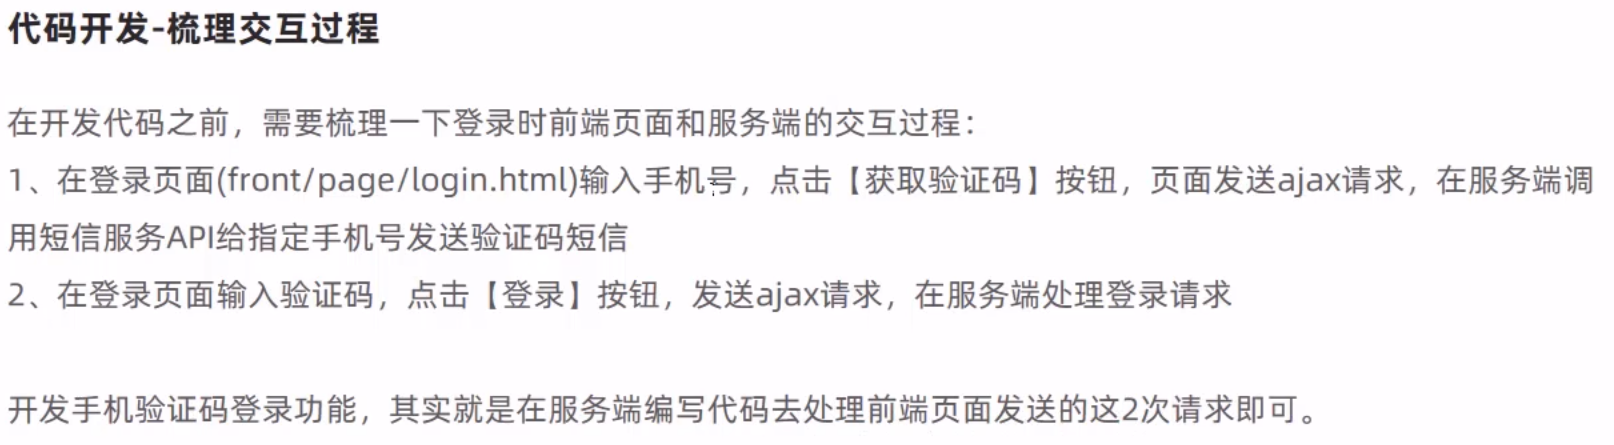 代码开发-梳理交互过程
在开发代码之前，需要梳理一下登录时前端页面和服务端的交互过程：
1、在登录页面(front/page/login.html)输入手机号，点击【获取验证码】按钮，页面发送ajax请求，在服务端调
用短信服务API给指定手机号发送验证码短信
2、在登录页面输入验证码，点击【登录】按钮，发送ajax请求，在服务端处理登录请求
开发手机验证码登录功能，其实就是在服务端编写代码去处理前端页面发送的这2次请求即可。